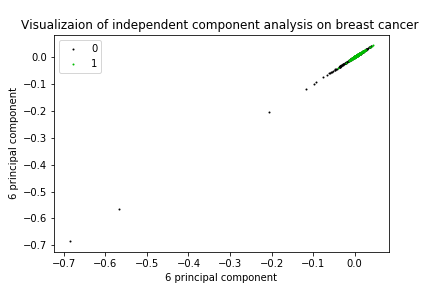 Visualizaion of independent component analysis on breast cancer
0
1
0.0
−0.1
−0.2
−0.3
−0.4
−0.5
−0.6
−0.7
6 principal component
−0.7 −0.6 −0.5 −0.4 −0.3 −0.2 −0.1 0.0
6 principal component